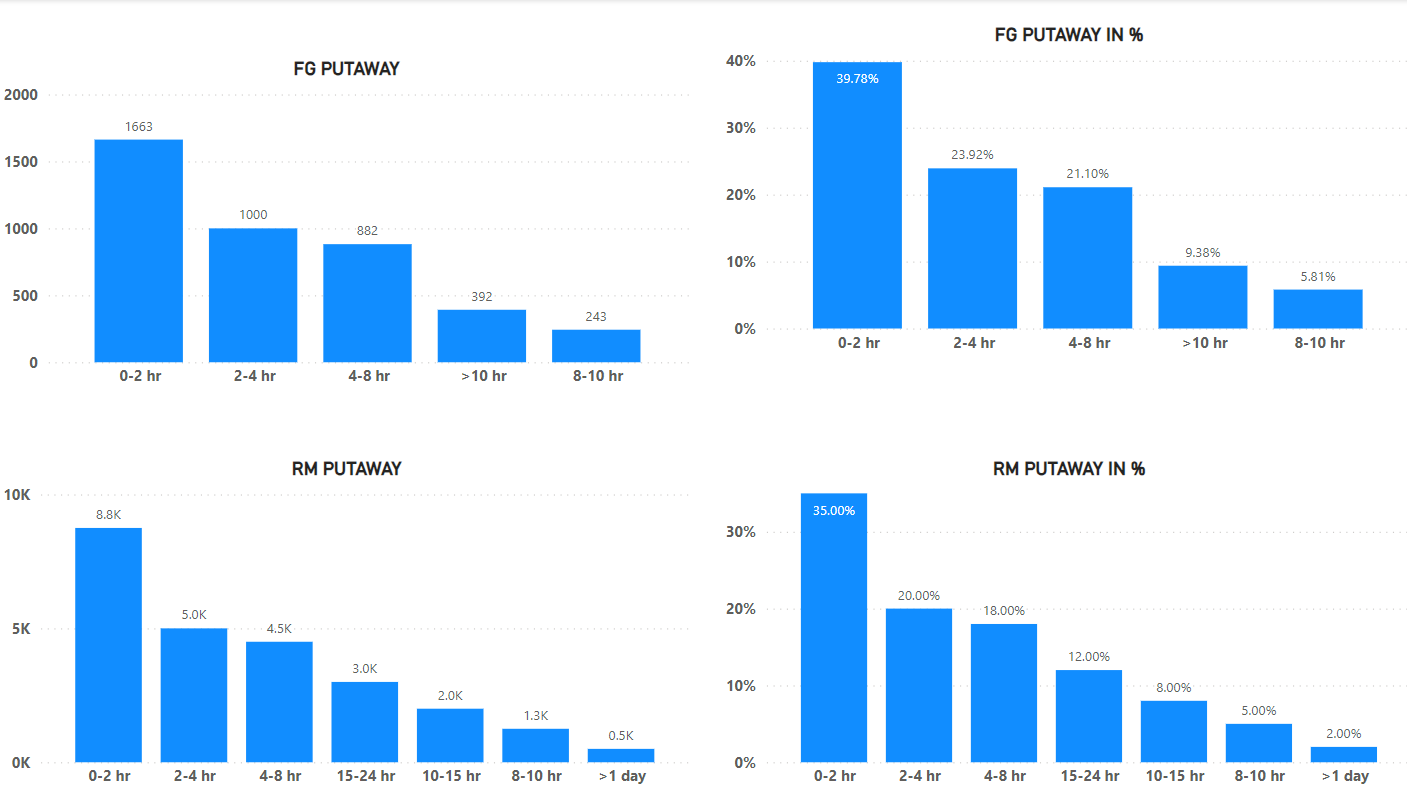 FG PUTAWAY
2000
1500
1000
500
0
1663
1000
882
392
243
0-2 hr 2-4 hr 4-8 hr >10 hr 8-10 hr
FG PUTAWAY IN %
40%
30%
20%
10%
0%
39.78%
23.92%
21.10%
9.38%
5.81%
0-2 hr 2-4 hr 4-8 hr >10 hr 8-10 hr
RM PUTAWAY
10K
5K
0K
8.8K
5.0K
4.5K
3.0K
2.0K
1.3K
0.5K
0-2 hr 2-4 hr 4-8 hr 15-24 hr 10-15 hr 8-10 hr >1 day
RM PUTAWAY IN %
30%
20%
10%
0%
35.00%
20.00%
18.00%
12.00%
8.00%
5.00%
2.00%
0-2 hr 2-4 hr 4-8 hr 15-24 hr 10-15 hr 8-10 hr >1 day